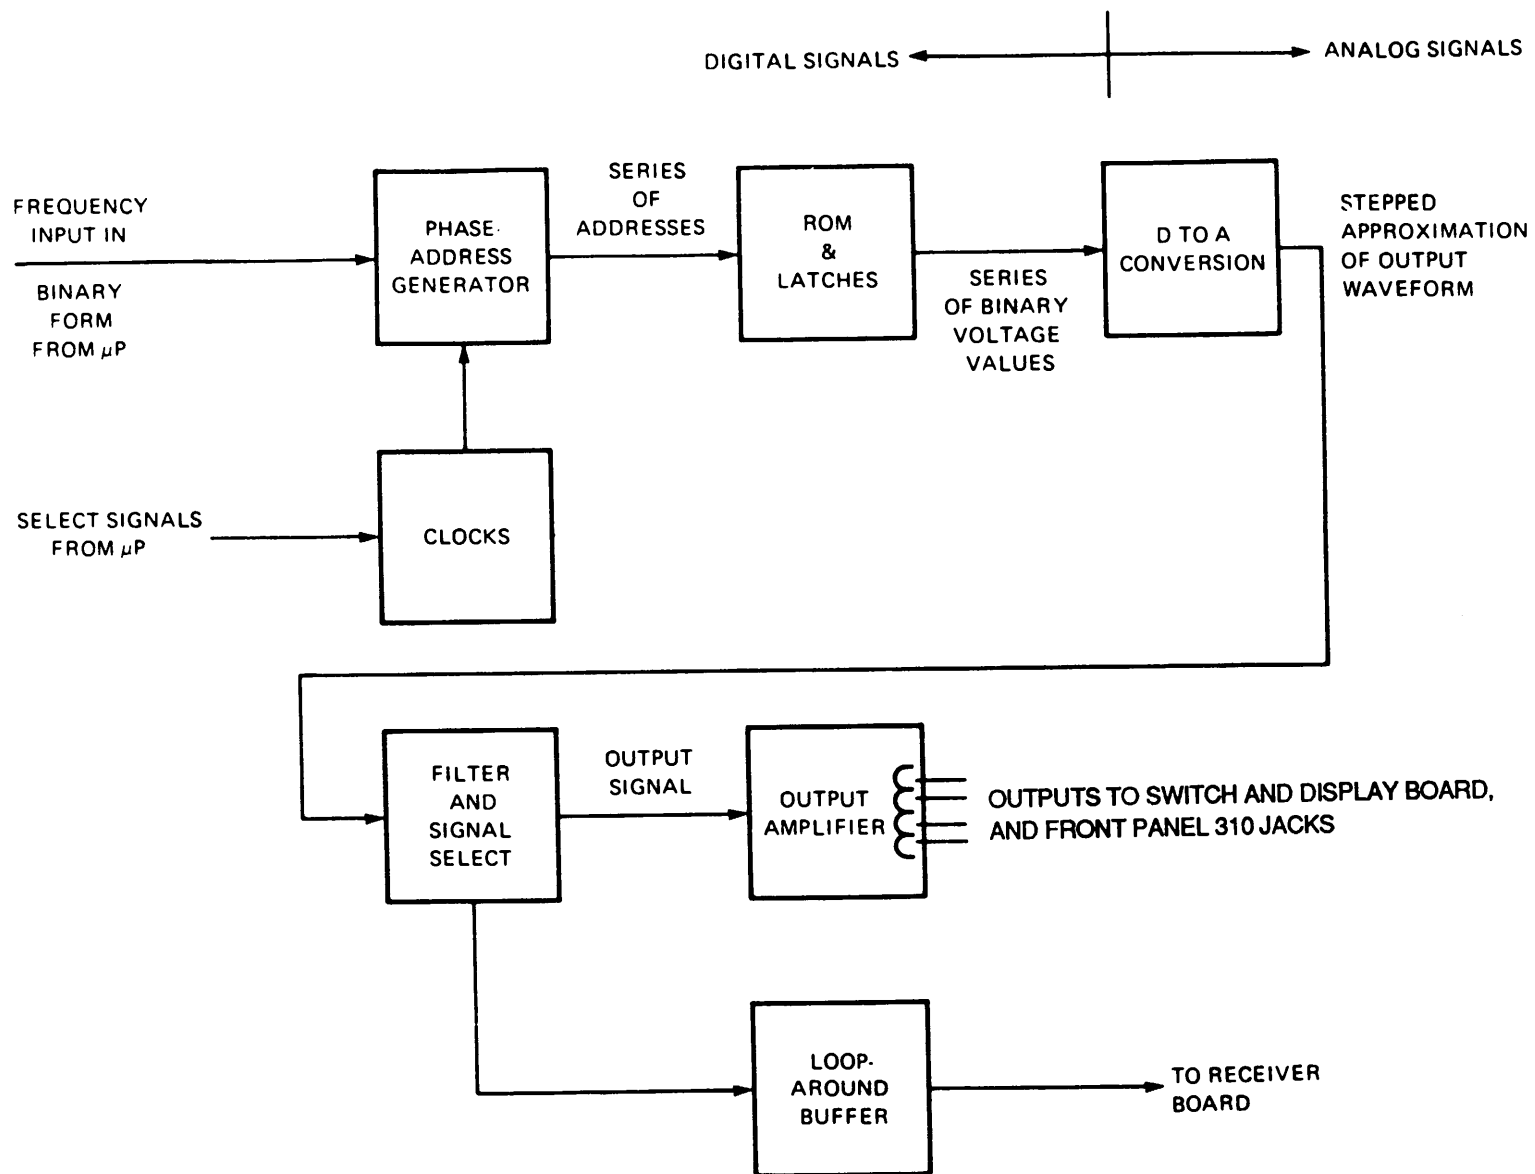 DIGITAL SIGNALS
ANALOG SIGNALS
FREQUENCY
INPUT IN
BINARY
FORM
FROM µP
PHASE-
ADDRESS
GENERATOR
SERIES
OF
ADDRESSES
ROM
&
LATCHES
SERIES
OF BINARY
VOLTAGE
VALUES
D TO A
CONVERSION
STEPPED
APPROXIMATION
OF OUTPUT
WAVEFORM
SELECT SIGNALS
FROM µP
CLOCKS
FILTER
AND
SIGNAL
SELECT
OUTPUT
SIGNAL
OUTPUT
AMPLIFIER
OUTPUTS TO SWITCH AND DISPLAY BOARD,
AND FRONT PANEL 310 JACKS
LOOP-
AROUND
BUFFER
TO RECEIVER
BOARD